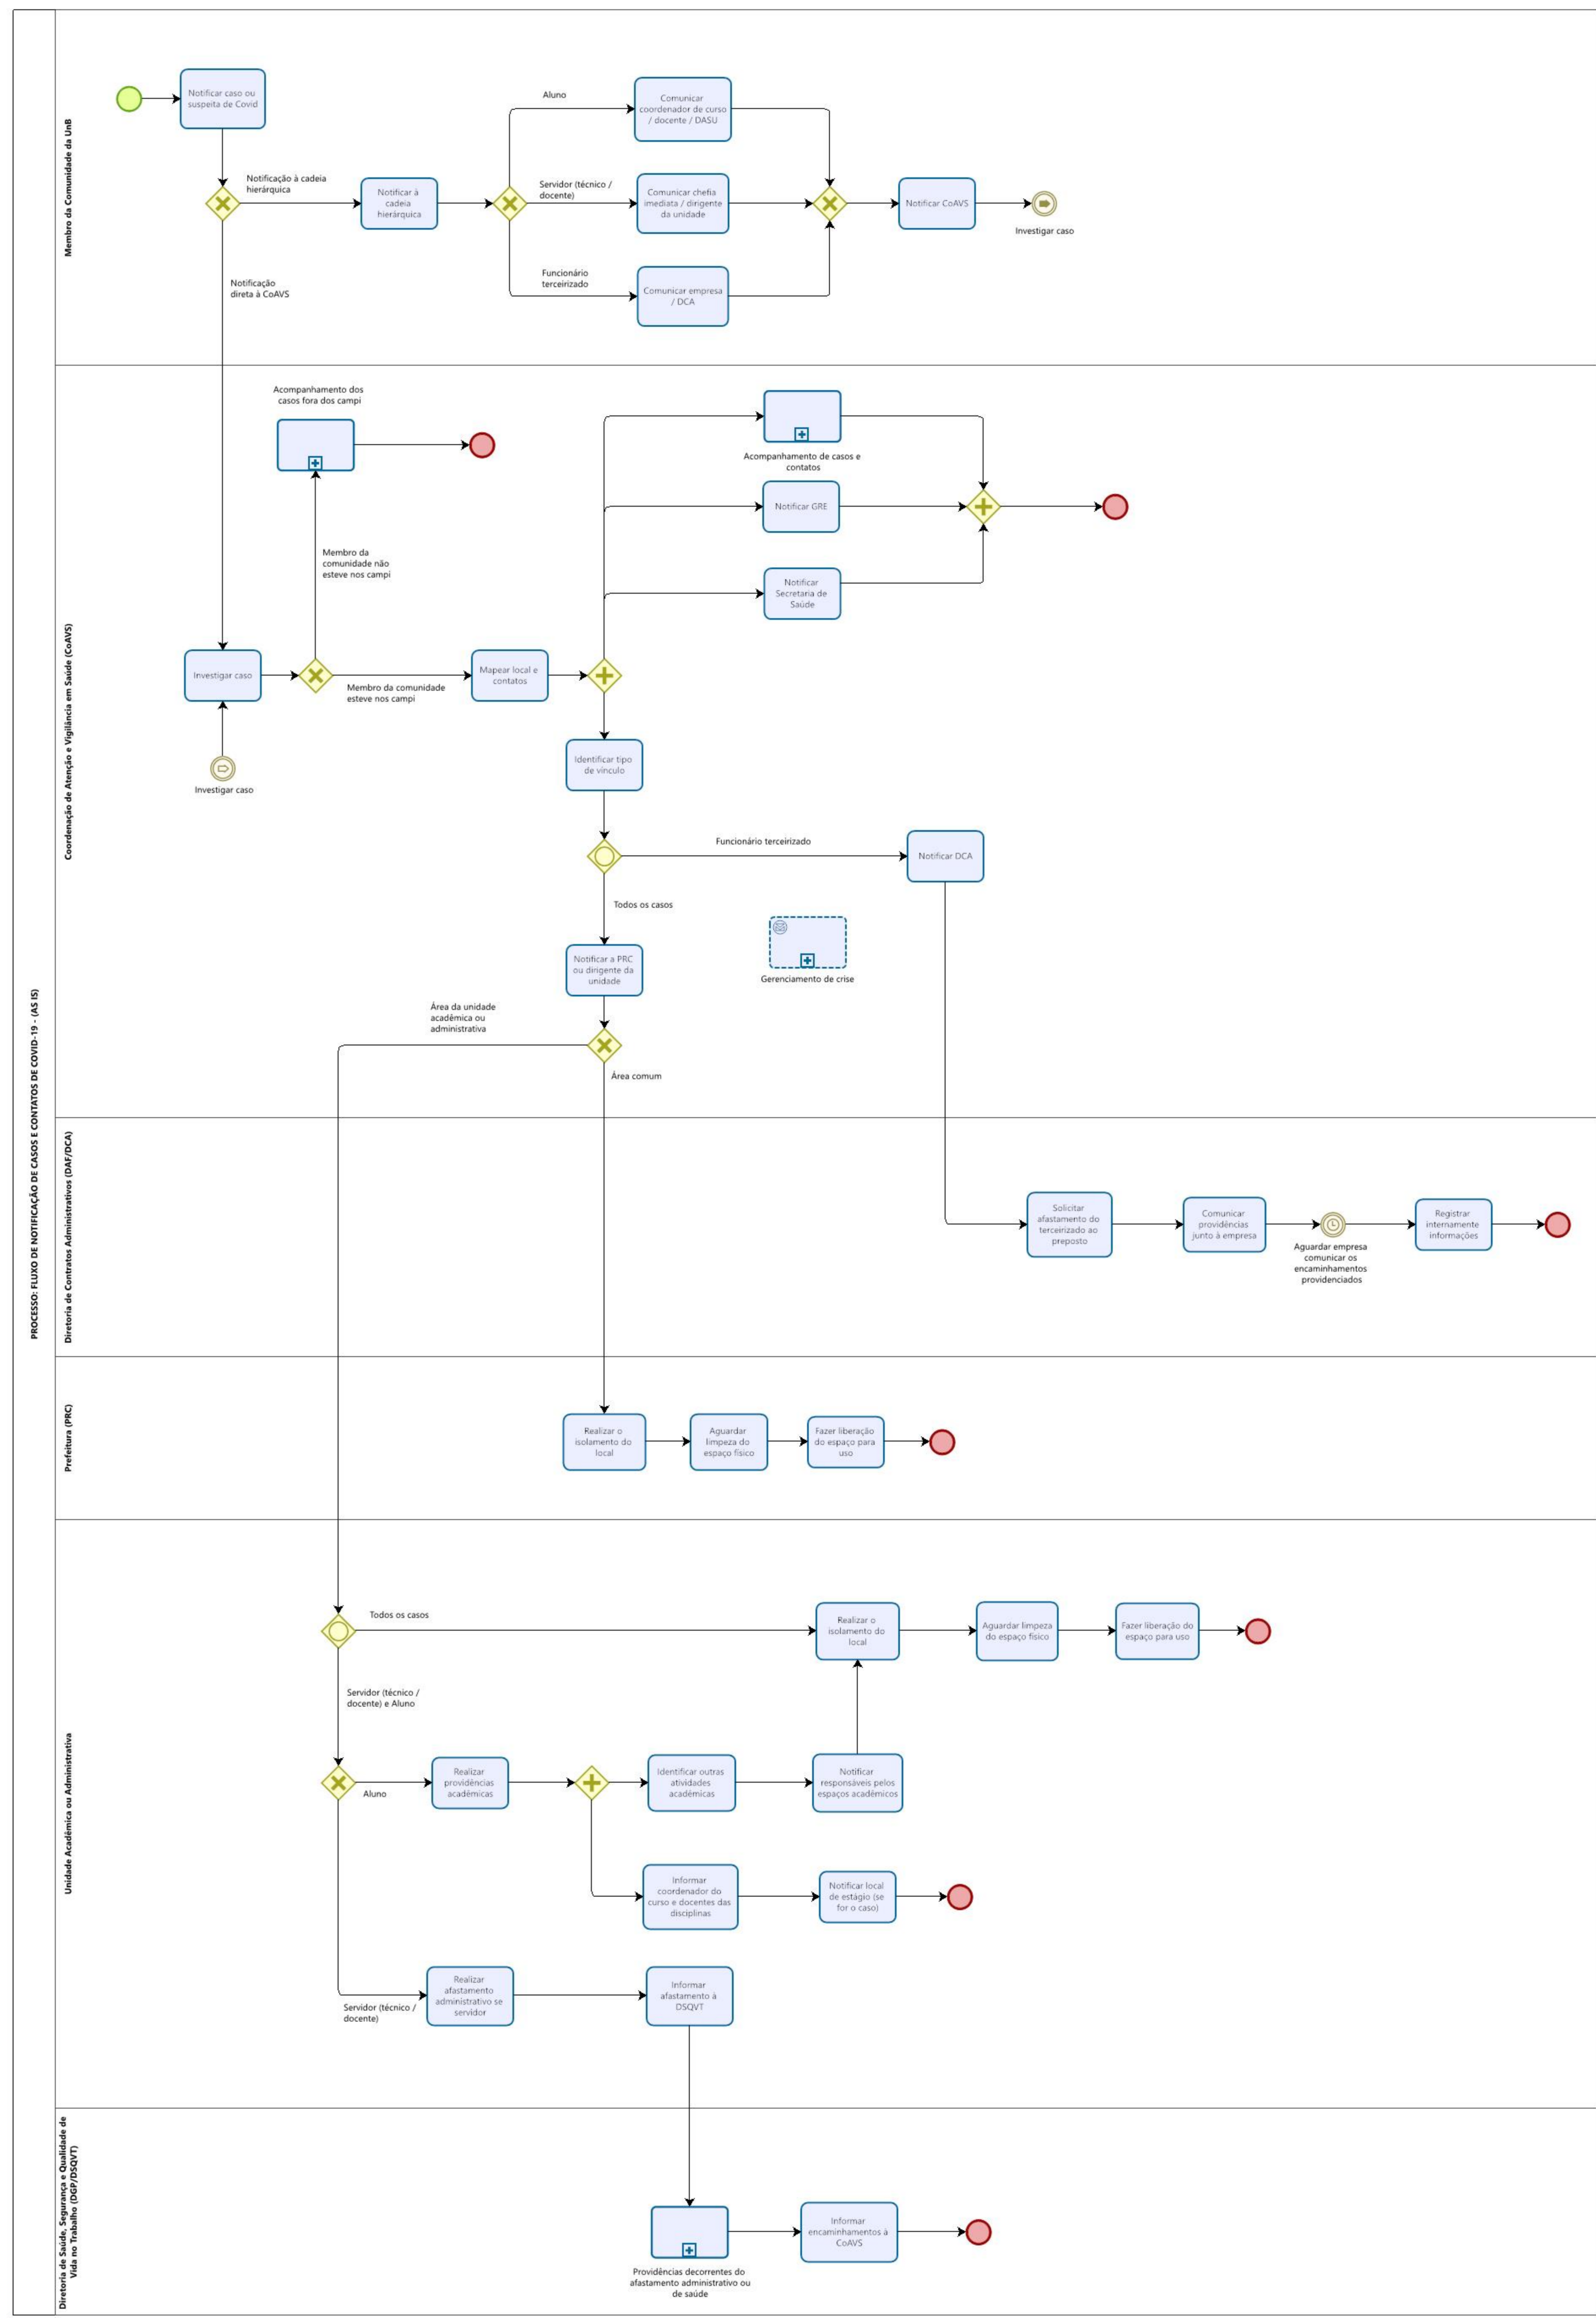 PROCESSO: FLUXO DE NOTIFICAÇÃO DE CASOS E CONTATOS DE COVID-19 - (AS IS)
Membro da Comunidade da UnB
Notificar caso ou
suspeita de Covid
Notificação à cadeia
hierárquica
Notificar à
cadeia
hierárquica
Aluno
Comunicar
coordenador de curso
/ docente / DASU
Servidor (técnico /
docente)
Comunicar chefia
imediata / dirigente
da unidade
Funcionário
terceirizado
Comunicar empresa
/ DCA
Notificar CoAVS
Investigar caso
Notificação
direta à CoAVS
Coordenação de Atenção e Vigilância em Saúde (CoAVS)
Acompanhamento dos
casos fora dos campi
Membro da
comunidade não
esteve nos campi
Investigar caso
Investigar caso
Membro da comunidade
esteve nos campi
Mapear local e
contatos
Acompanhamento de casos e
contatos
Notificar GRE
Notificar
Secretaria de
Saúde
Identificar tipo
de vínculo
Funcionário terceirizado
Notificar DCA
Todos os casos
Gerenciamento de crise
Notificar a PRC
ou dirigente da
unidade
Área da unidade
acadêmica ou
administrativa
Área comum
Diretoria de Contratos Administrativos (DAF/DCA)
Solicitar
afastamento do
terceirizado ao
preposto
Comunicar
providências
junto à empresa
Aguardar empresa
comunicar os
encaminhamentos
providenciados
Registrar
internamente
informações
Prefeitura (PRC)
Realizar o
isolamento do
local
Aguardar
limpeza do
espaço físico
Fazer liberação
do espaço para
uso
Unidade Acadêmica ou Administrativa
Todos os casos
Realizar o
isolamento do
local
Aguardar limpeza
do espaço físico
Fazer liberação do
espaço para uso
Servidor (técnico /
docente) e Aluno
Aluno
Realizar
providências
acadêmicas
Identificar outras
atividades
acadêmicas
Notificar
responsáveis pelos
espaços acadêmicos
Informar
coordenador do
curso e docentes das
disciplinas
Notificar local
de estágio (se
for o caso)
Servidor (técnico /
docente)
Realizar
afastamento
administrativo se
servidor
Informar
afastamento à
DSQVT
Diretoria de Saúde, Segurança e Qualidade de
Vida no Trabalho (DGP/DSQVT)
Providências decorrentes do
afastamento administrativo ou
de saúde
Informar
encaminhamentos à
CoAVS